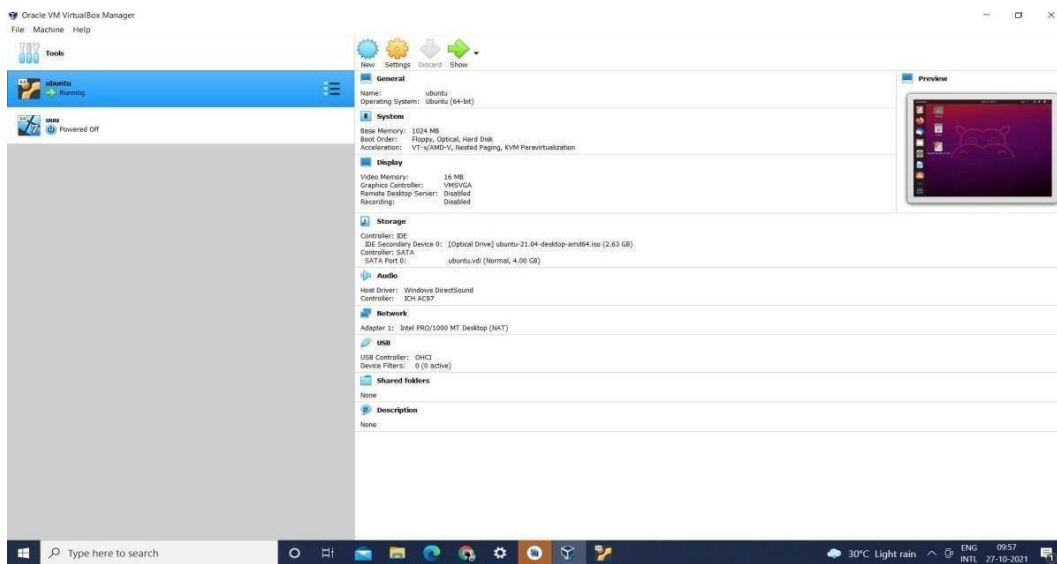 Oracle VM VirtualBox Manager
File Machine Help
Tools
New Settings Discard Show
ubuntu
Running
uuu
Powered Off
General
Name: ubuntu
Operating System: Ubuntu (64-bit)
System
Base Memory: 1024 MB
Boot Order: Floppy, Optical, Hard Disk
Acceleration: VT-x/AMD-V, Nested Paging, KVM Paravirtualization
Display
Video Memory: 16 MB
Graphics Controller: VMSVGA
Remote Desktop Server: Disabled
Recording: Disabled
Storage
Controller: IDE
IDE Secondary Device 0: [Optical Drive] ubuntu-21.04-desktop-amd64.iso (2.63 GB)
Controller: SATA
SATA Port 0: ubuntu.vdi (Normal, 4.00 GB)
Audio
Host Driver: Windows DirectSound
Controller: ICH AC97
Network
Adapter 1: Intel PRO/1000 MT Desktop (NAT)
USB
USB Controller: OHCI
Device Filters: 0 (0 active)
Shared folders
None
Description
None
Preview
Type here to search
30°C Light rain
ENG
INTL
09:57
27-10-2021